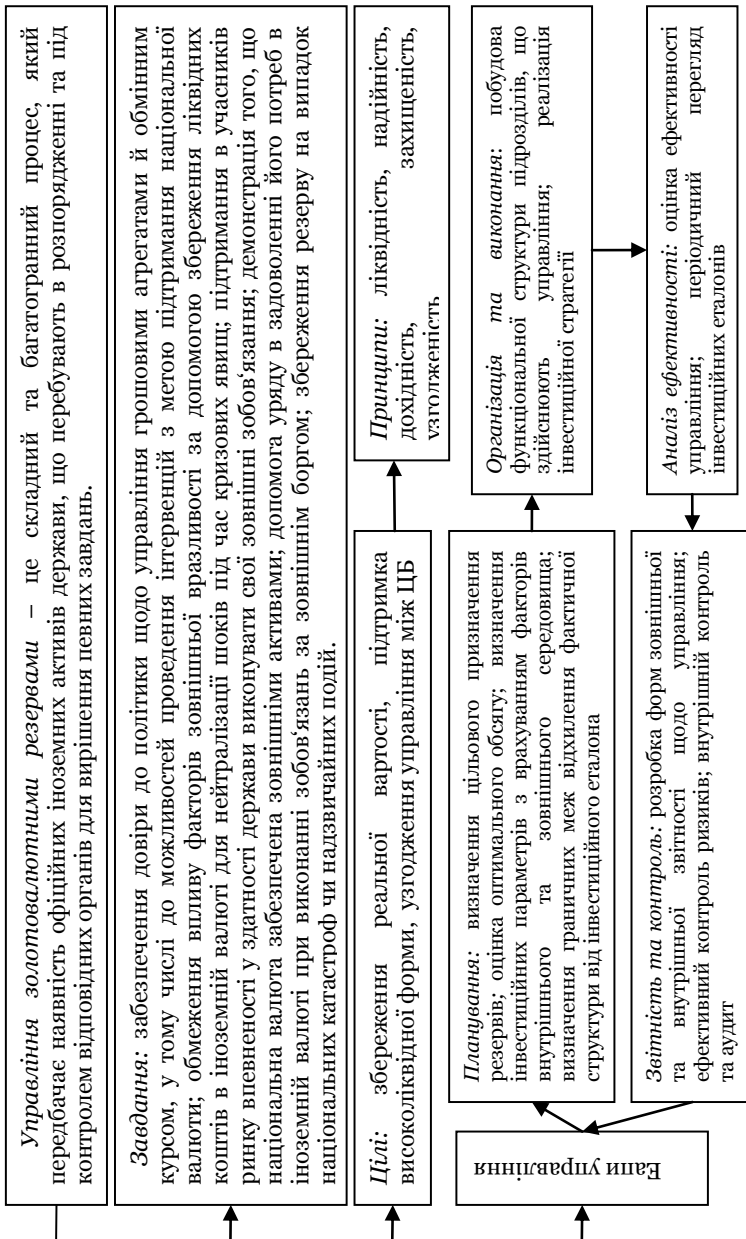 Управління золотовалютними резервами – це складний та багатогранний процес, який
передбачає наявність офіційних іноземних активів держави, що перебувають в розпорядженні та під
контролем відповідних органів для вирішення певних завдань.
Завдання: забезпечення довіри до політики щодо управління грошовими агрегатами й обмінним
курсом, у тому числі до можливостей проведення інтервенцій з метою підтримання національної
валюти; обмеження впливу факторів зовнішньої вразливості за допомогою збереження ліквідних
коштів в іноземній валюті для нейтралізації шоків під час кризових явищ; підтримання в учасників
ринку впевненості у здатності держави виконувати свої зовнішні зобов'язання; демонстрація того, що
національна валюта забезпечена зовнішніми активами; допомога уряду в задоволенні його потреб в
іноземній валюті при виконанні зобов'язань за зовнішнім боргом; збереження резерву на випадок
національних катастроф чи надзвичайних подій.
Цілі: збереження реальної вартості, підтримка
високоліквідної форми, узгодження управління між ЦБ
Принципи: ліквідність, надійність,
дохідність, захищеність,
узгодженість
Еапи управління
Планування: визначення цільового призначення
резервів; оцінка оптимального обсягу; визначення
інвестиційних параметрів з врахуванням факторів
внутрішнього та зовнішнього середовища;
визначення граничних меж відхилення фактичної
структури від інвестиційного еталона
Організація та виконання: побудова
функціональної структури підрозділів, що
здійснюють управління; реалізація
інвестиційної стратегії
Звітність та контроль: розробка форм зовнішньої
та внутрішньої звітності щодо управління;
ефективний контроль ризиків; внутрішній контроль
та аудит
Аналіз ефективності: оцінка ефективності
управління; періодичний перегляд
інвестиційних еталонів